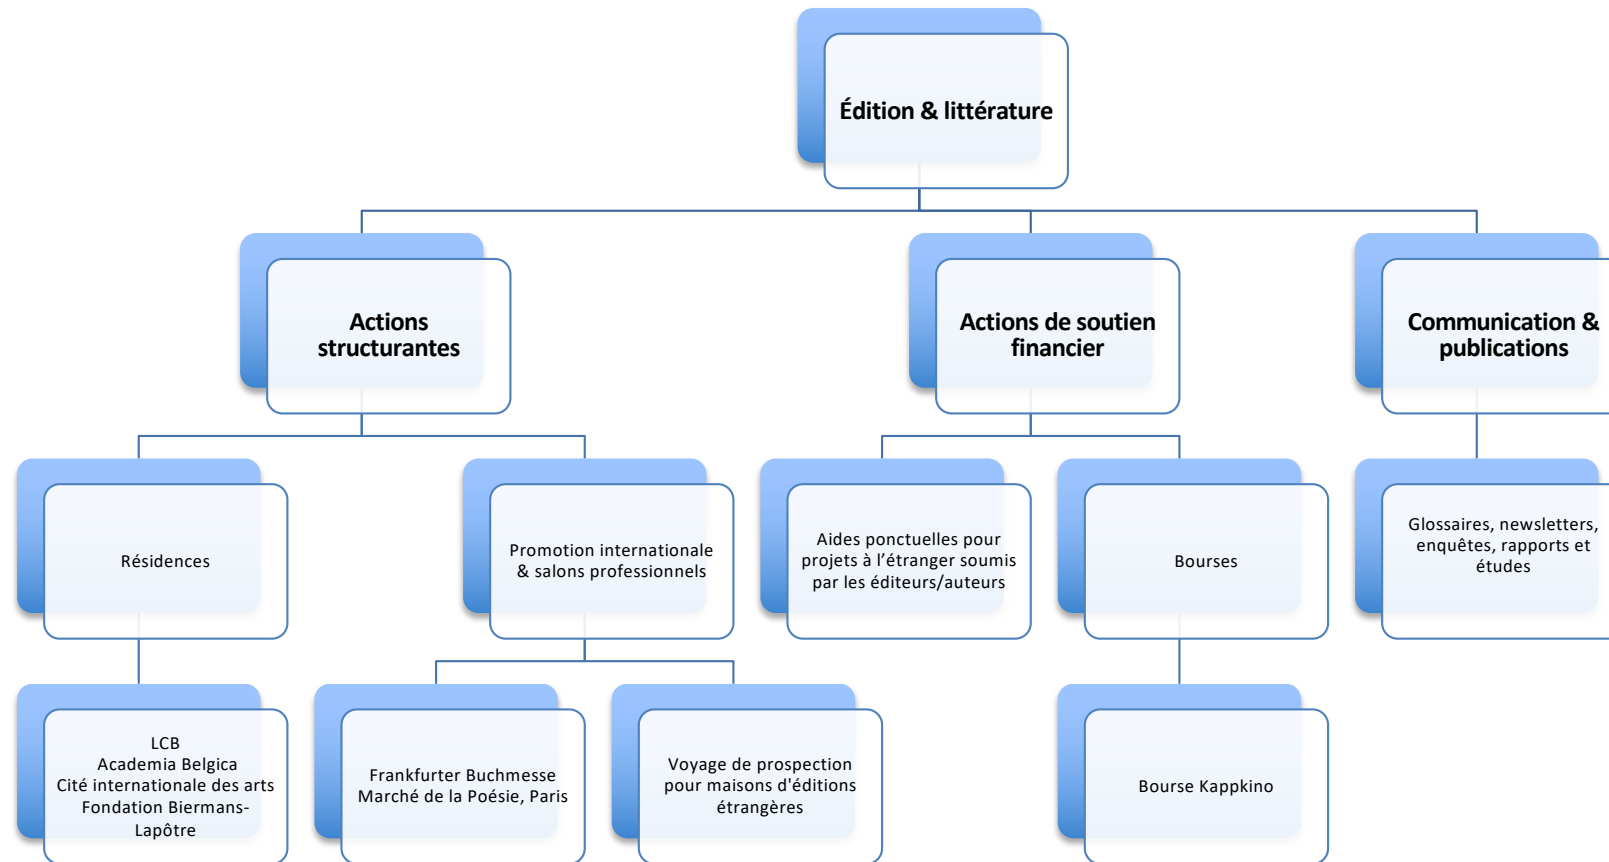 Édition & littérature
Actions
structurantes
Actions de soutien
financier
Communication &
publications
Résidences
Promotion internationale
& salons professionnels
Aides ponctuelles pour
projets à l’étranger soumis
par les éditeurs/auteurs
Bourses
Glossaires, newsletters,
enquêtes, rapports et
études
LCB
Academia Belgica
Cité internationale des arts
Fondation Biermans-
Lapôtre
Frankfurter Buchmesse
Marché de la Poésie, Paris
Voyage de prospection
pour maisons d'éditions
étrangères
Bourse Kappkino